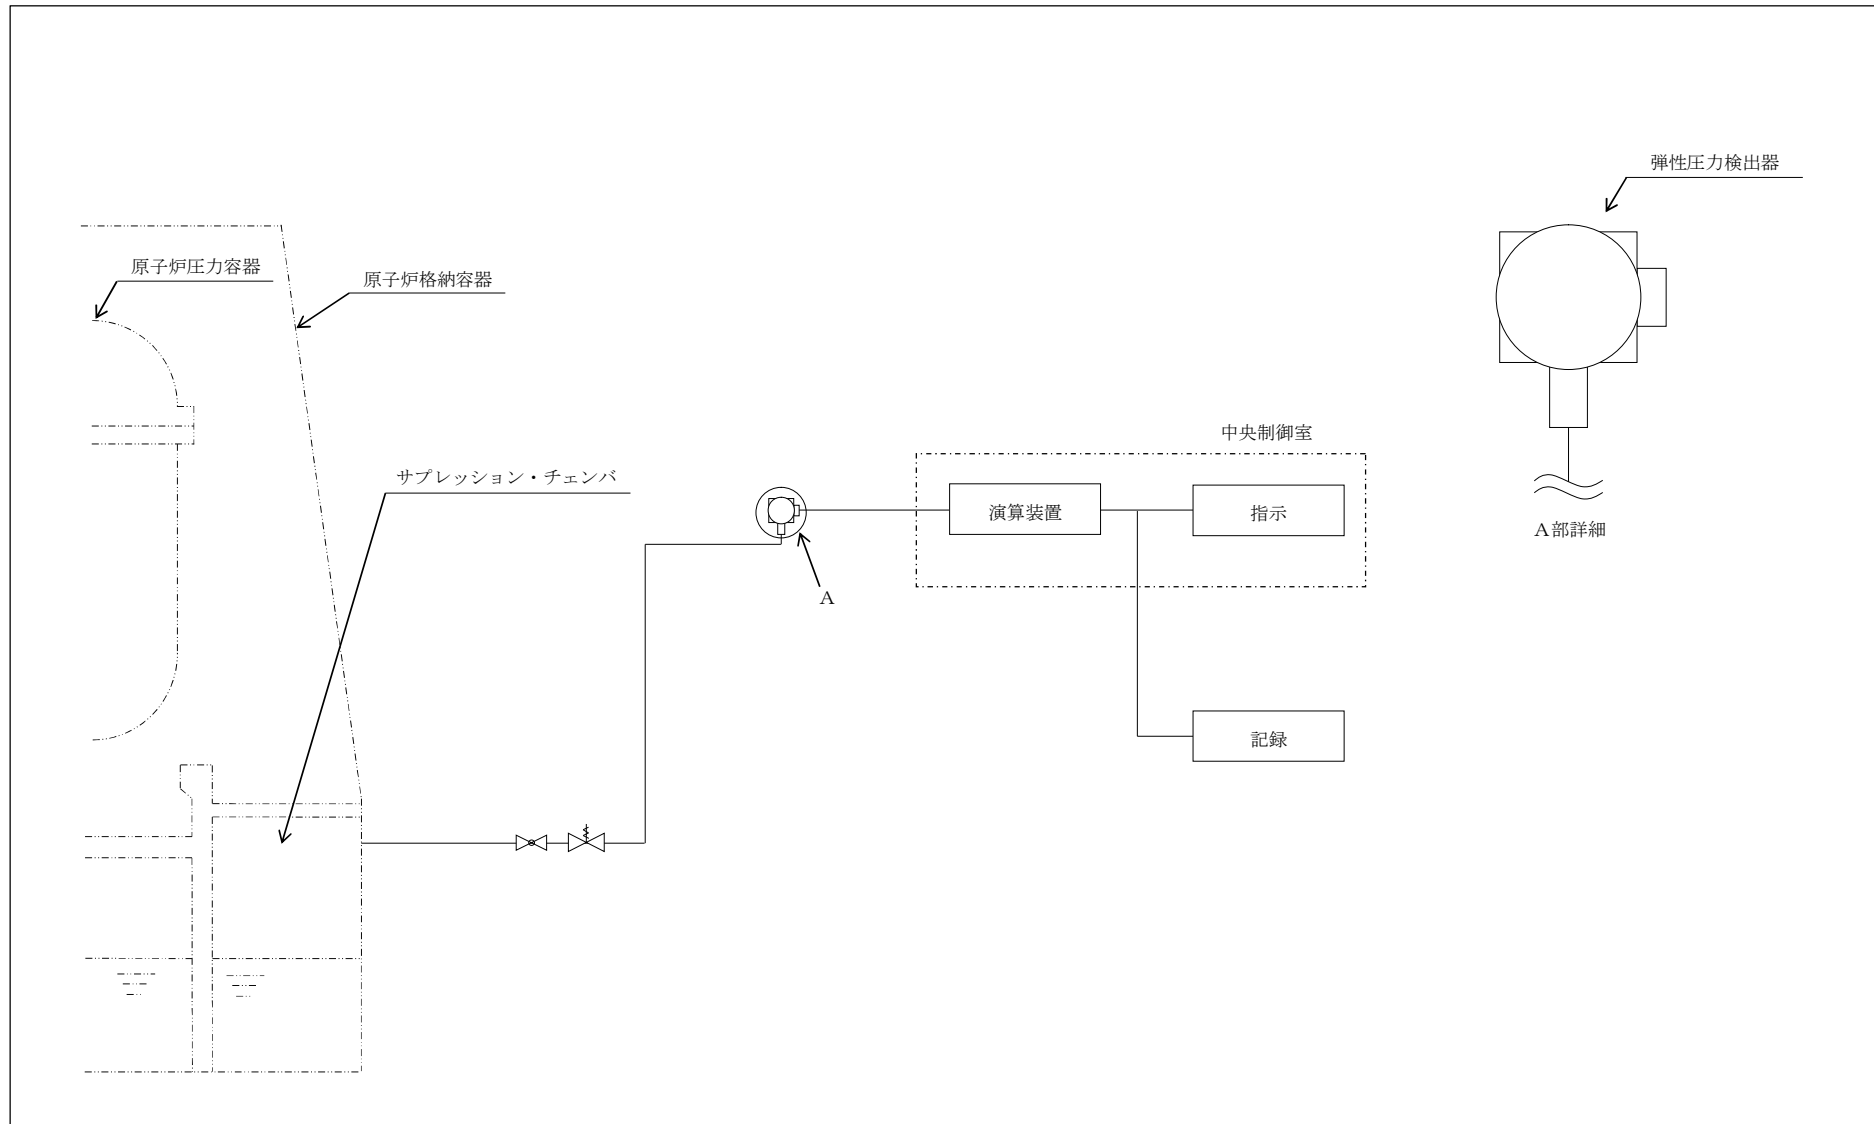 弾性圧力検出器
原子炉圧力容器
原子炉格納容器
中央制御室
サプレッション・チェンバ
演算装置
指示
A部詳細
A
記録